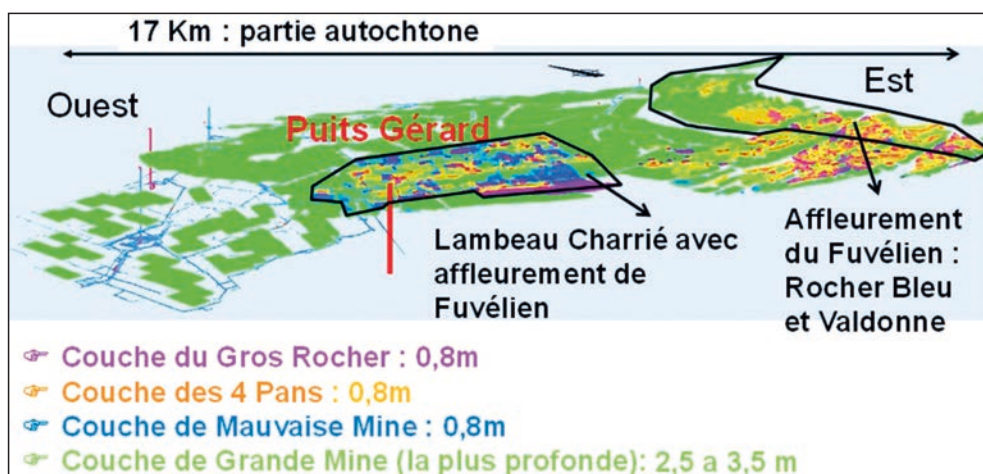 17 Km : partie autochtone
Ouest
Est
Puits Gérard
Lambeau Charrié avec
affleurement de
Fuvélien
Affleurement
du Fuvélien :
Rocher Bleu
et Valdonne
☞ Couche du Gros Rocher : 0,8m
☞ Couche des 4 Pans : 0,8m
☞ Couche de Mauvaise Mine : 0,8m
☞ Couche de Grande Mine (la plus profonde): 2,5 a 3,5 m